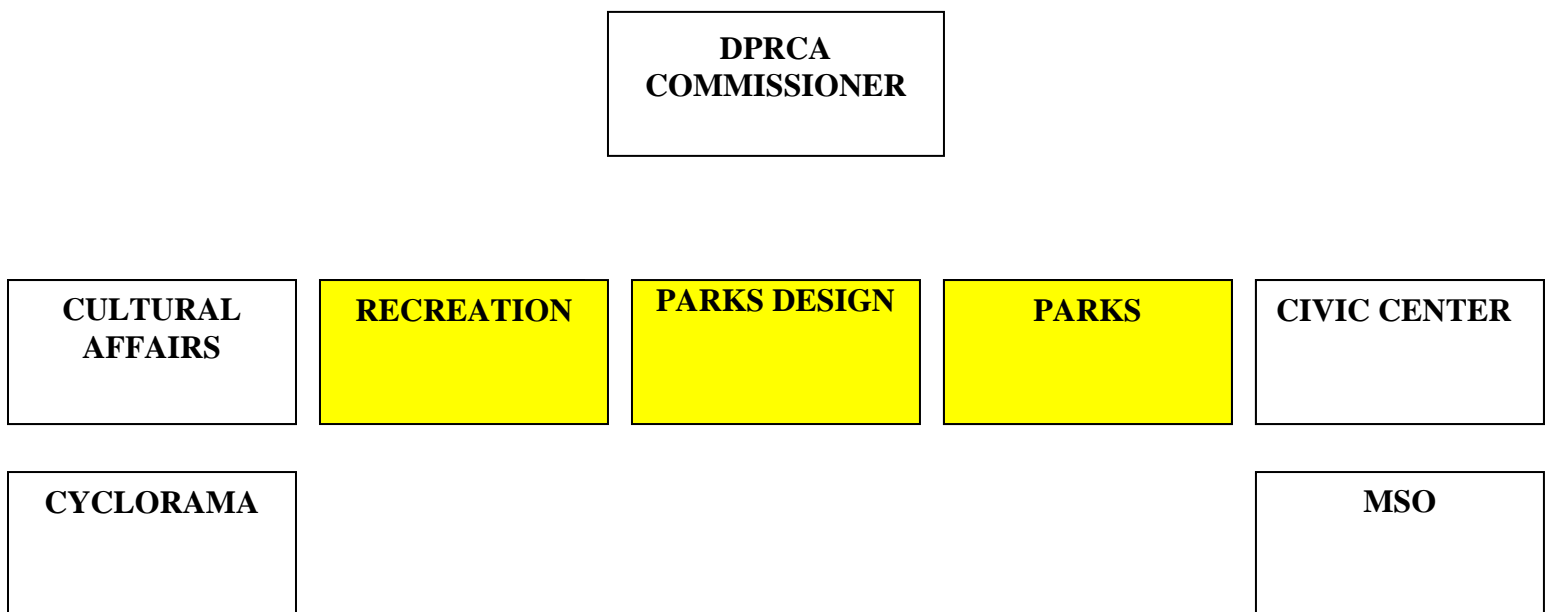 DPRCA
COMMISSIONER
CULTURAL
AFFAIRS
RECREATION
PARKS DESIGN
PARKS
CIVIC CENTER
CYCLORAMA
MSO